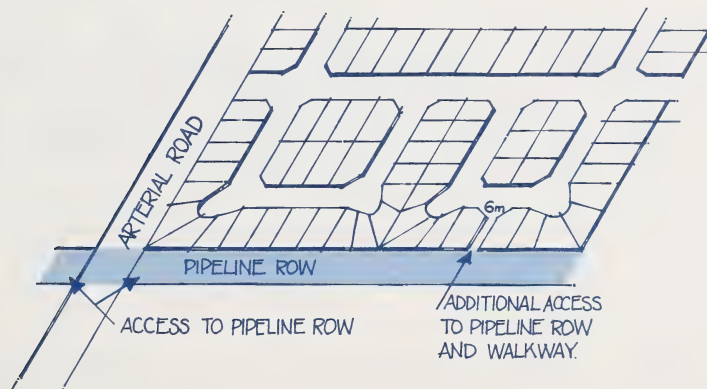 ARTERIAL ROAD
6m
PIPELINE ROW
ACCESS TO PIPELINE ROW
ADDITIONAL ACCESS
TO PIPELINE ROW
AND WALKWAY.